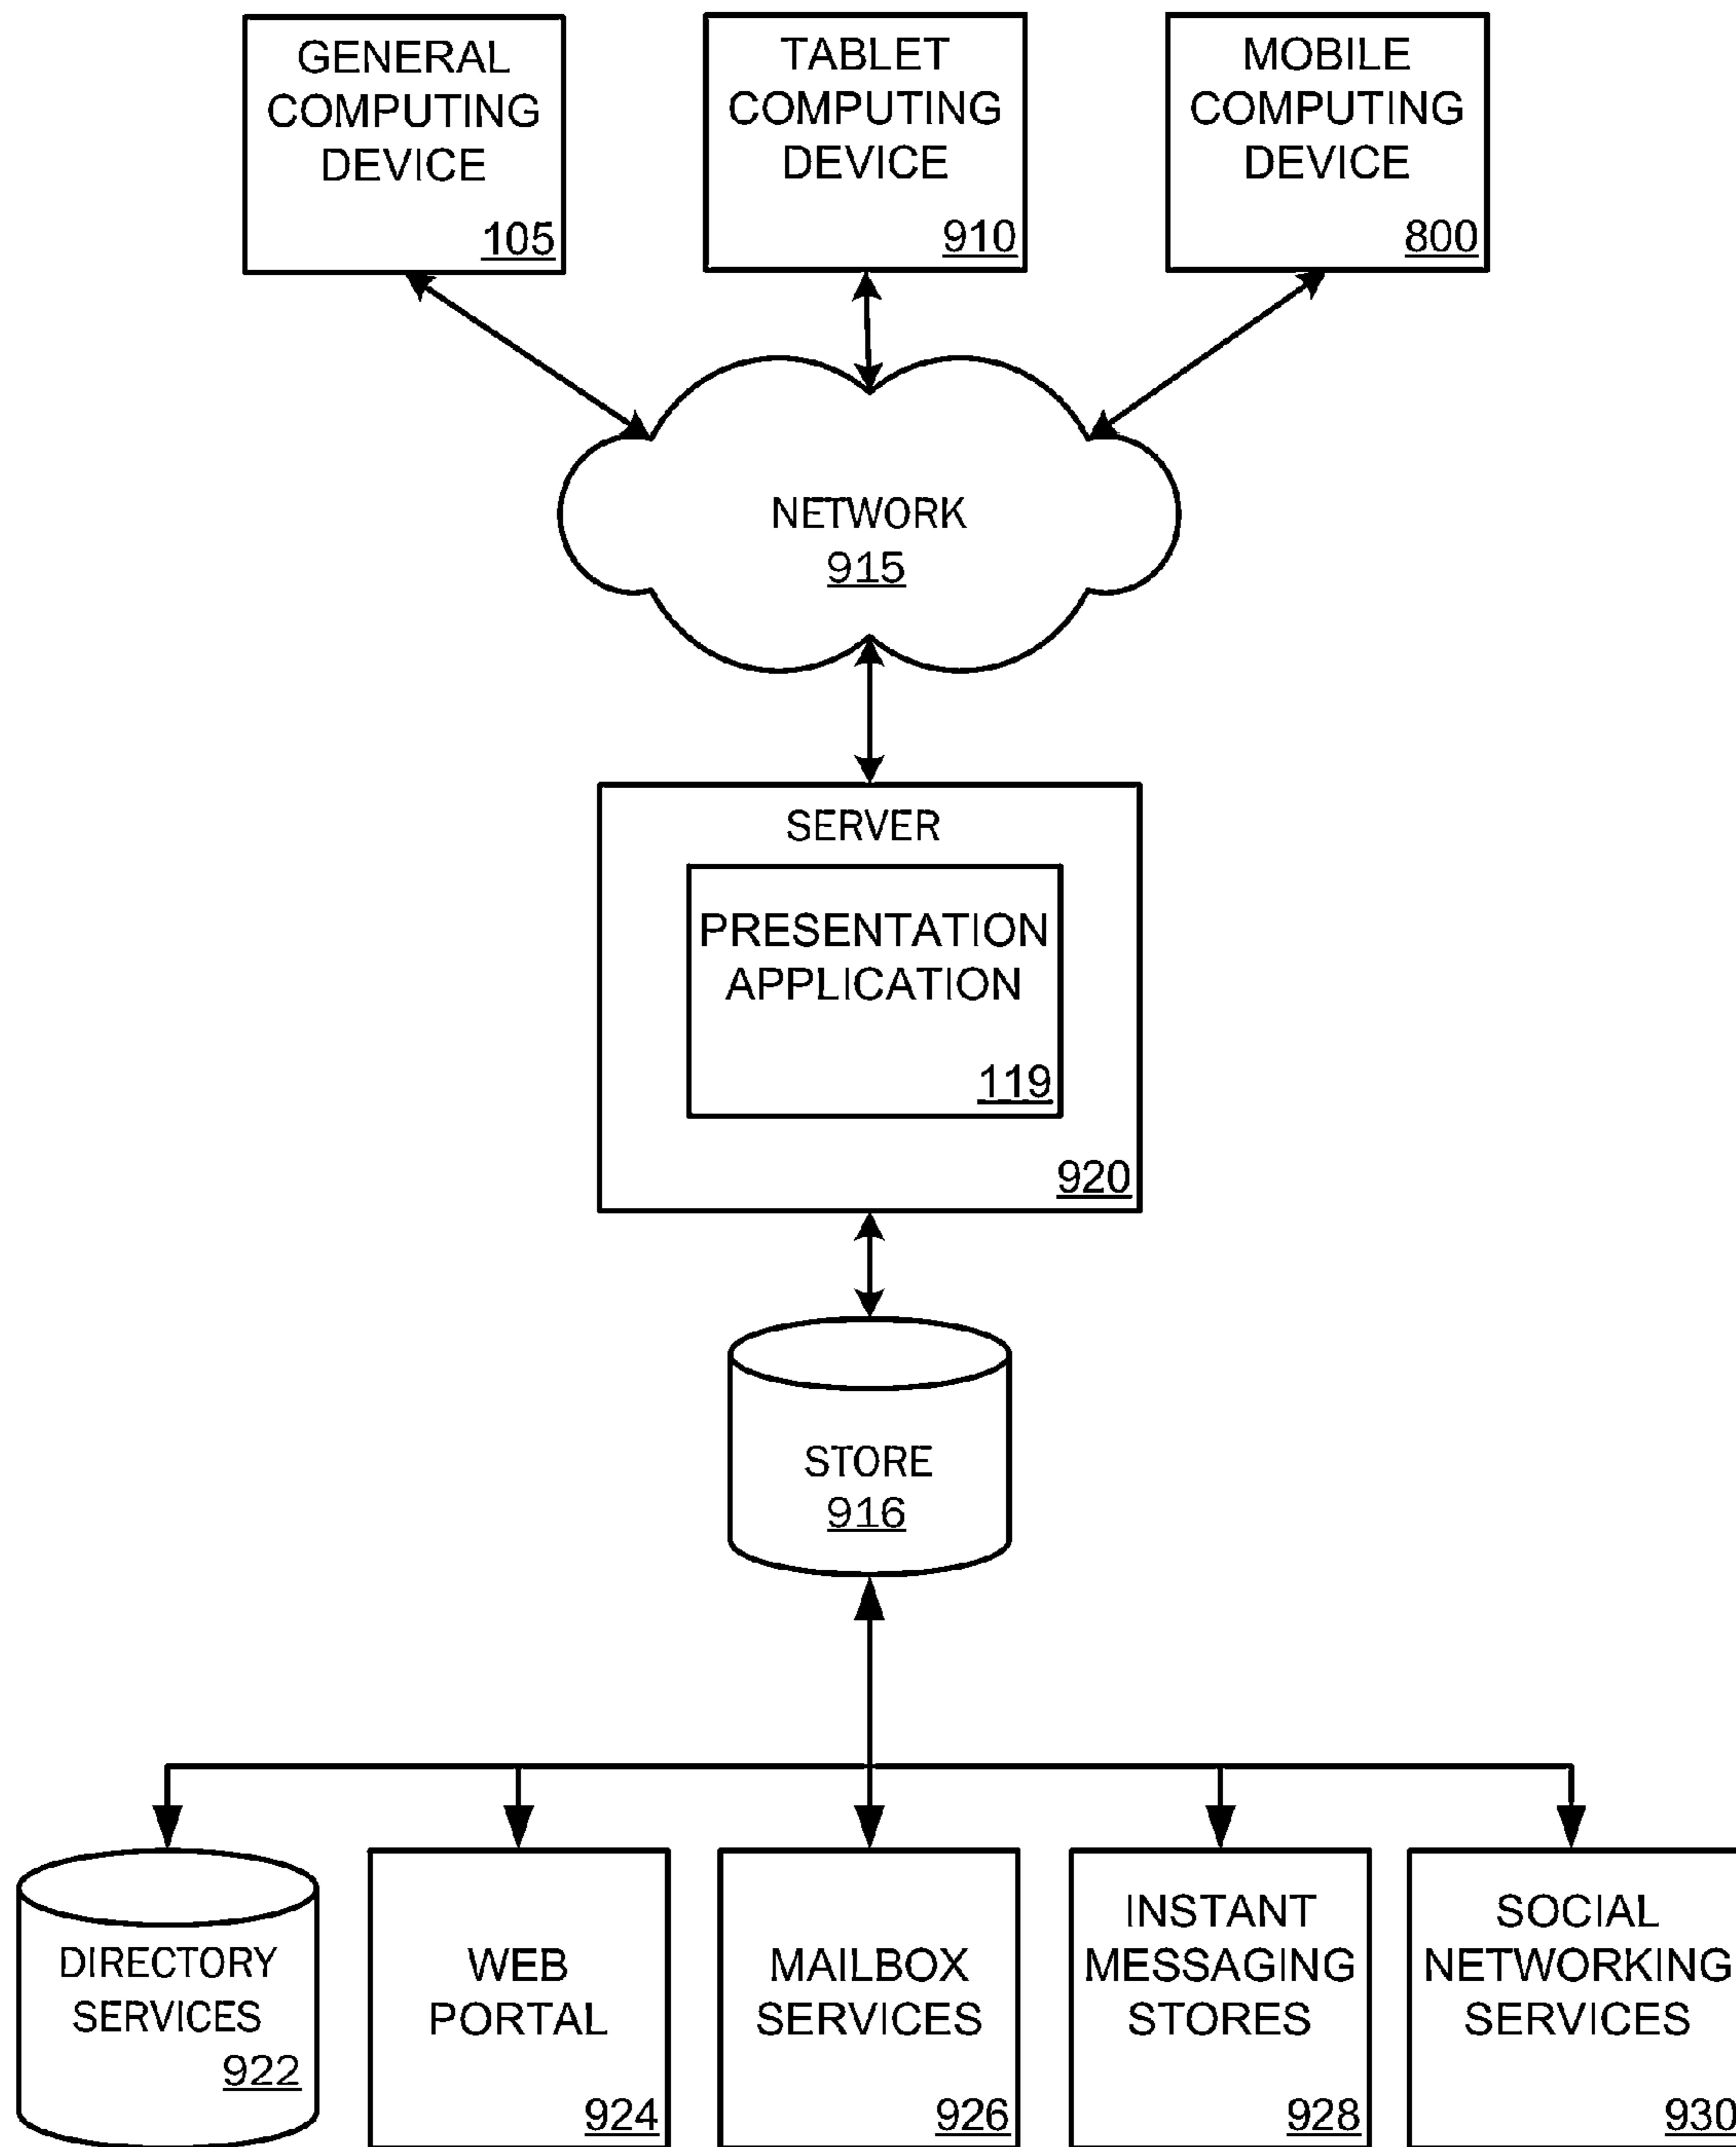 GENERAL
COMPUTING
DEVICE
105
TABLET
COMPUTING
DEVICE
910
MOBILE
COMPUTING
DEVICE
800
NETWORK
915
SERVER
PRESENTATION
APPLICATION
119
920
STORE
916
DIRECTORY
SERVICES
922
WEB
PORTAL
924
MAILBOX
SERVICES
926
INSTANT
MESSAGING
STORES
928
SOCIAL
NETWORKING
SERVICES
930